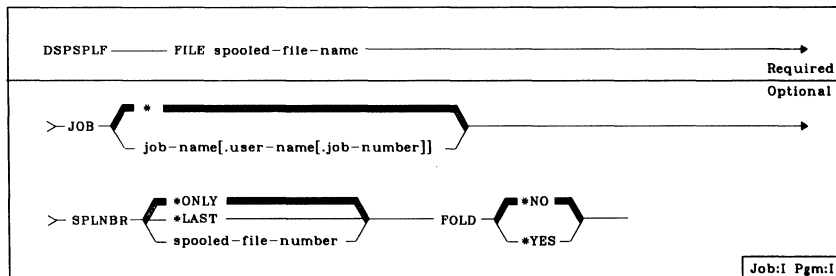 DSPSPLF FILE spooled-file-namc
Required
Optional
*
JOB
job-name[.user-name[.job-number]]
*ONLY
*NO
SPLNBR *LAST FOLD
spooled-file-number
*YES
Job:I Pgm:I